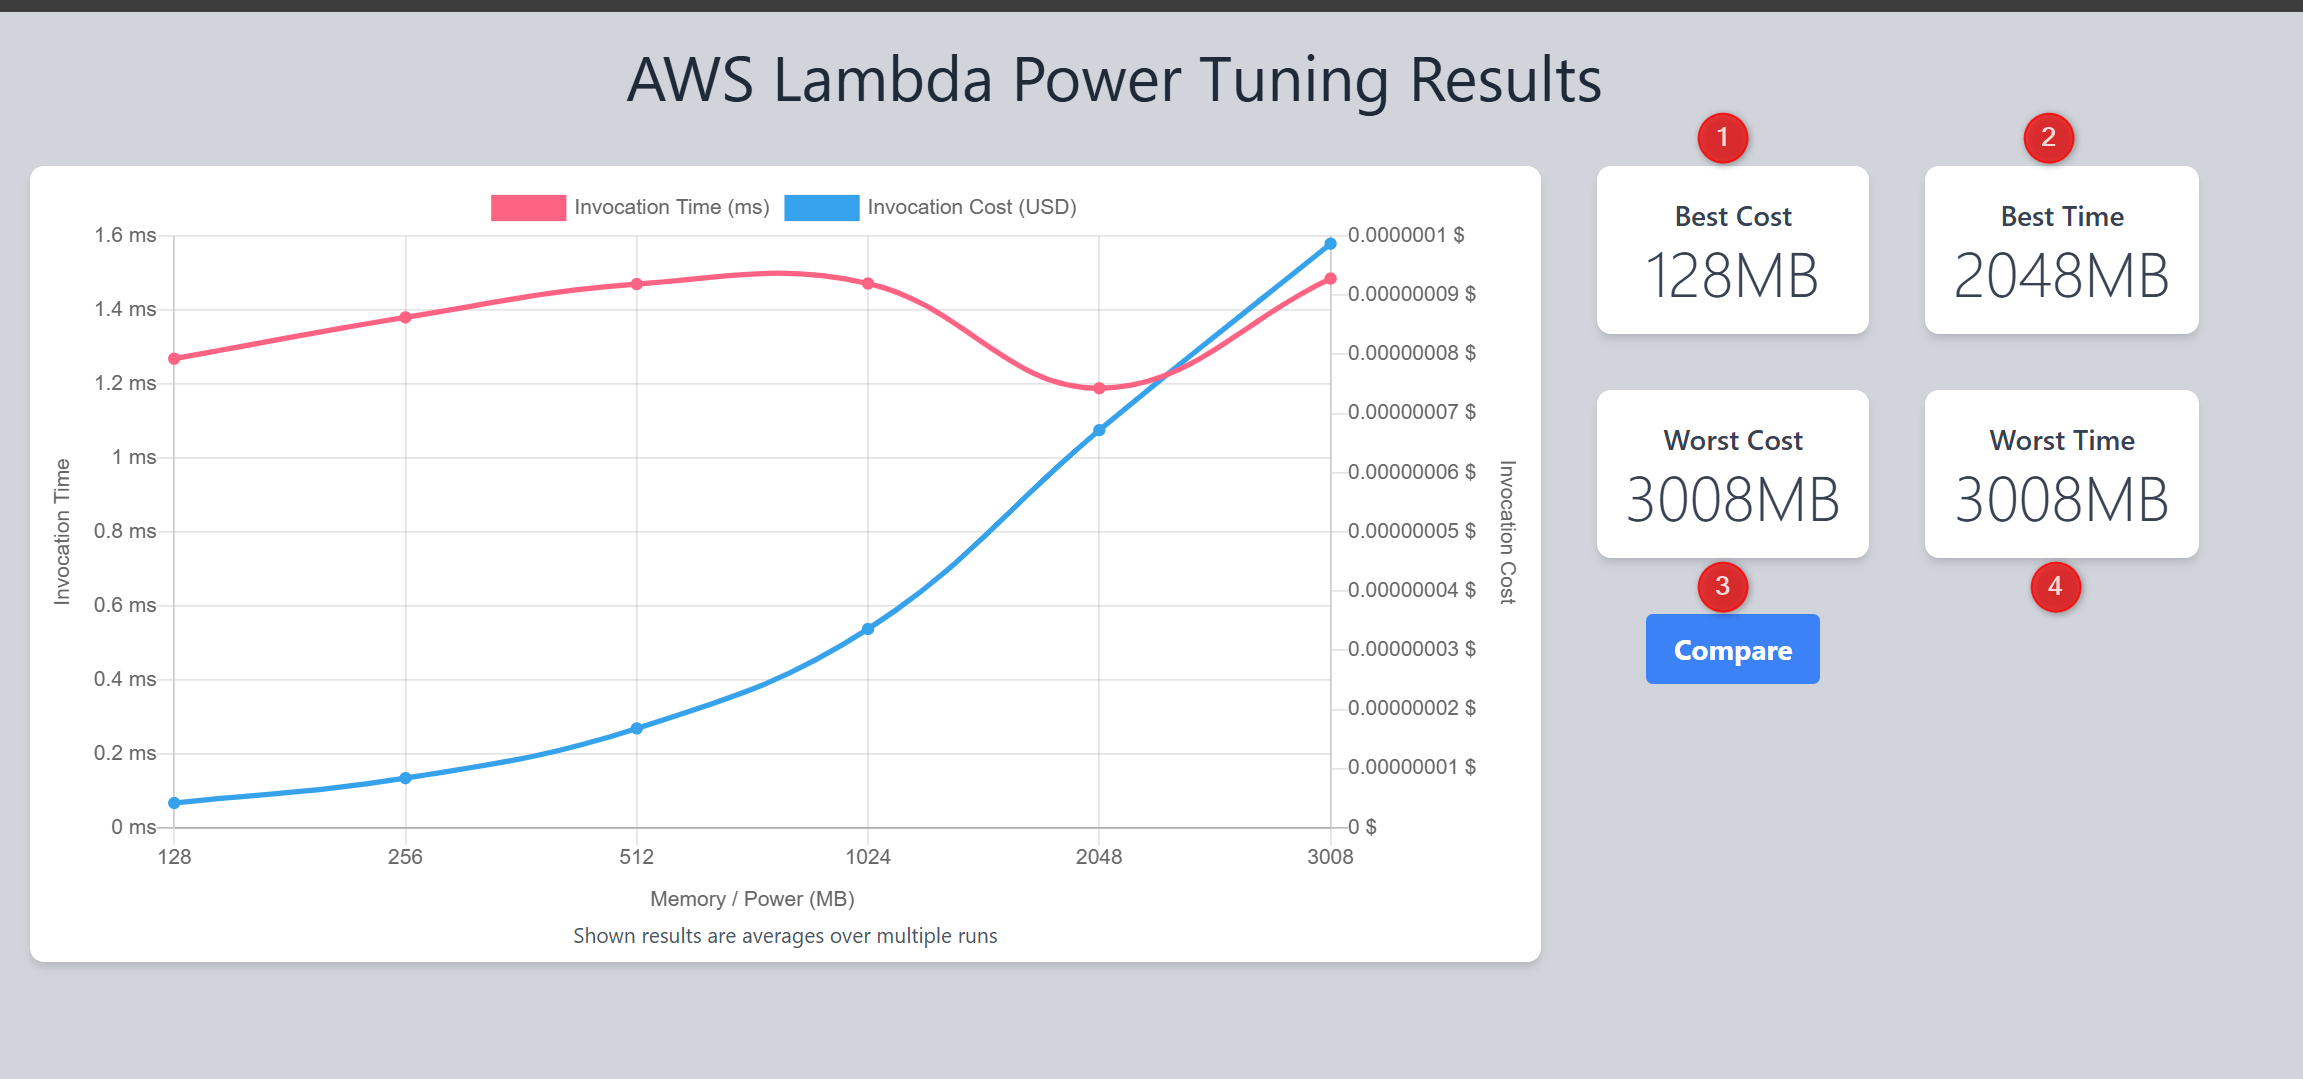 AWS Lambda Power Tuning Results
Invocation Time (ms) Invocation Cost (USD)
1.6 ms
1.4 ms
1.2 ms
1 ms
0.8 ms
0.6 ms
0.4 ms
0.2 ms
0 ms
Invocation Time
0.0000001 $
0.00000009 $
0.00000008 $
0.00000007 $
0.00000006 $
0.00000005 $
0.00000004 $
0.00000003 $
0.00000002 $
0.00000001 $
0 $
Invocation Cost
128 256 512 1024 2048 3008
Memory / Power (MB)
Shown results are averages over multiple runs
1
Best Cost
128MB
2
Best Time
2048MB
Worst Cost
3008MB
3
Worst Time
3008MB
4
Compare